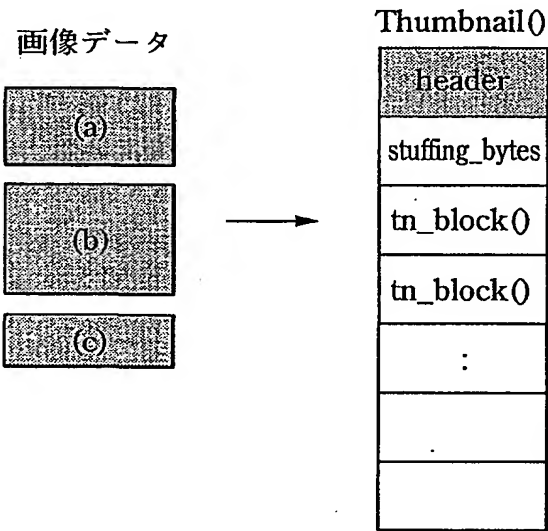 画像データ
(a)
(b)
(c)
Thumbnail()
header
stuffing_bytes
tn_block()
tn_block()
: